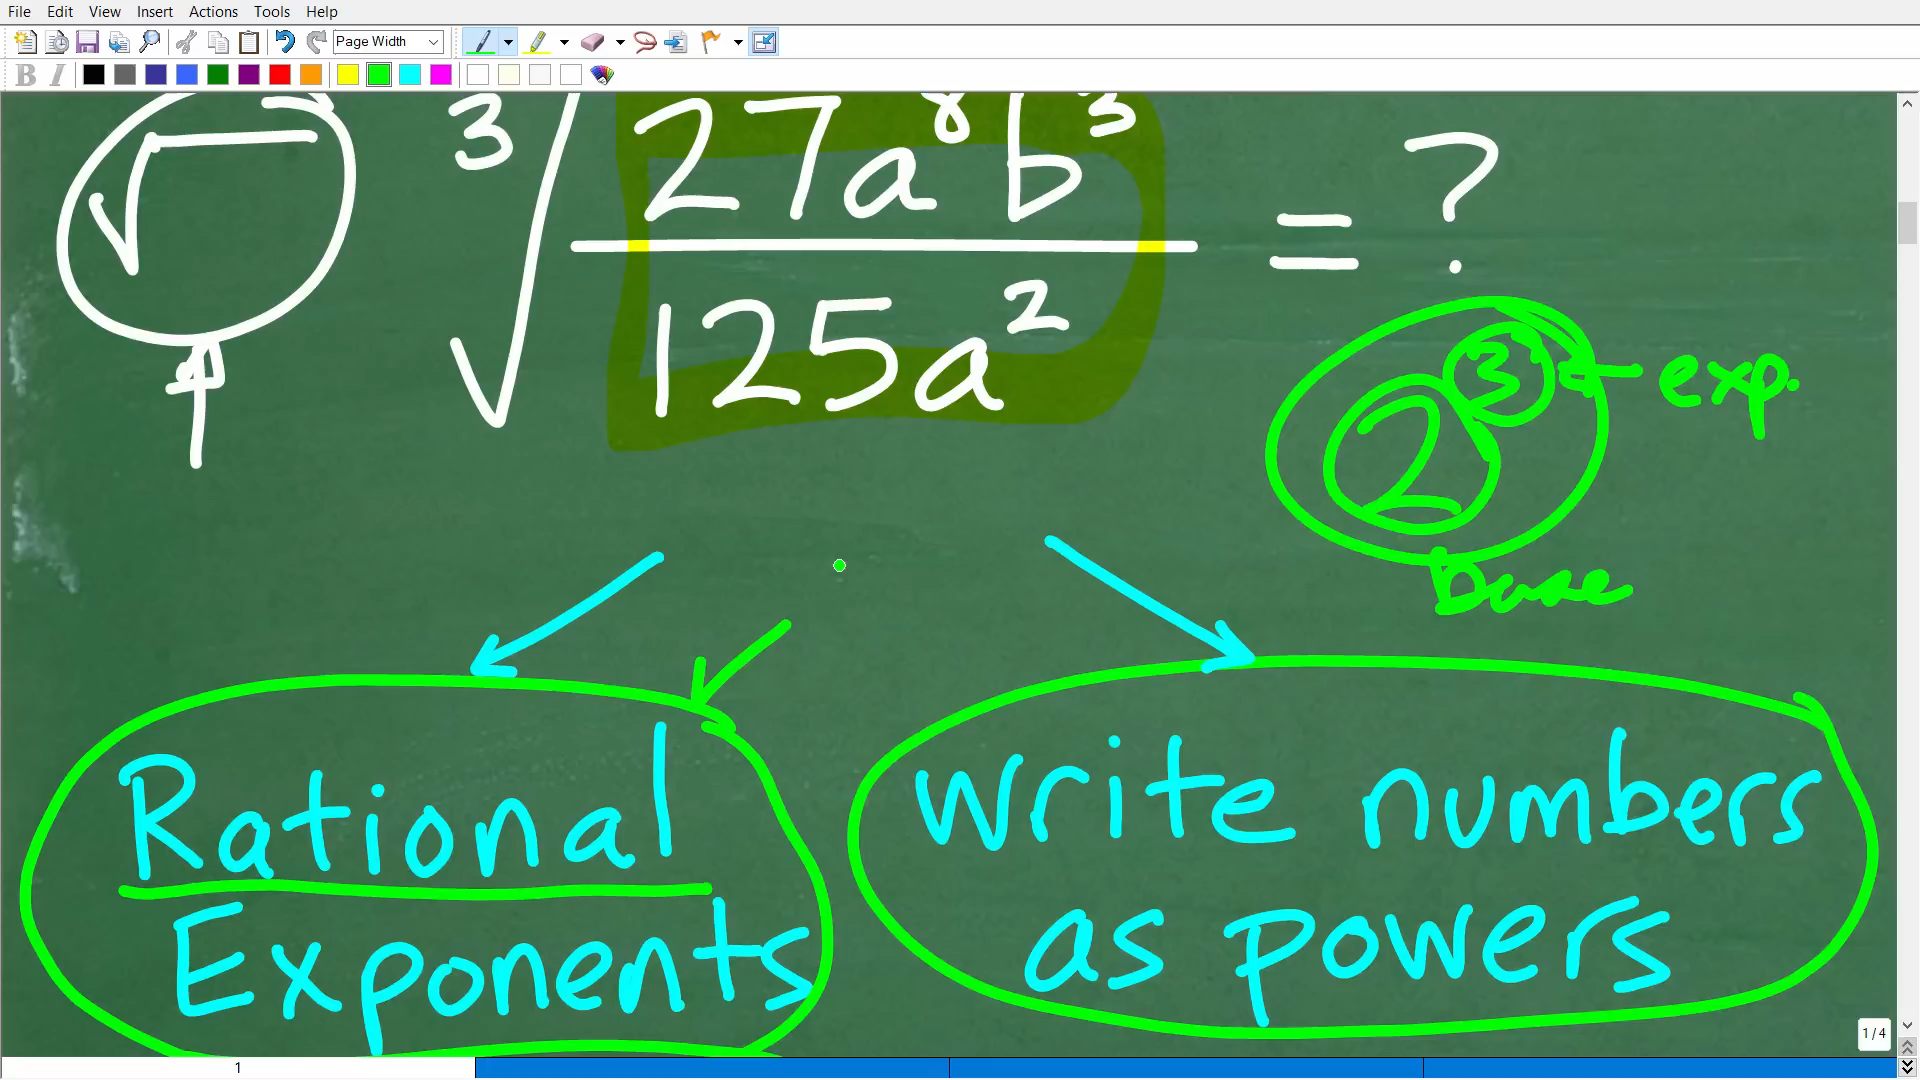 File Edit View Insert Actions Tools Help
Page Width
B I
√ ³√ 27a⁸b³ / 125a² = ?
2³ exp.
Base
Rational
Exponents
Write numbers
as powers
1 / 4
1